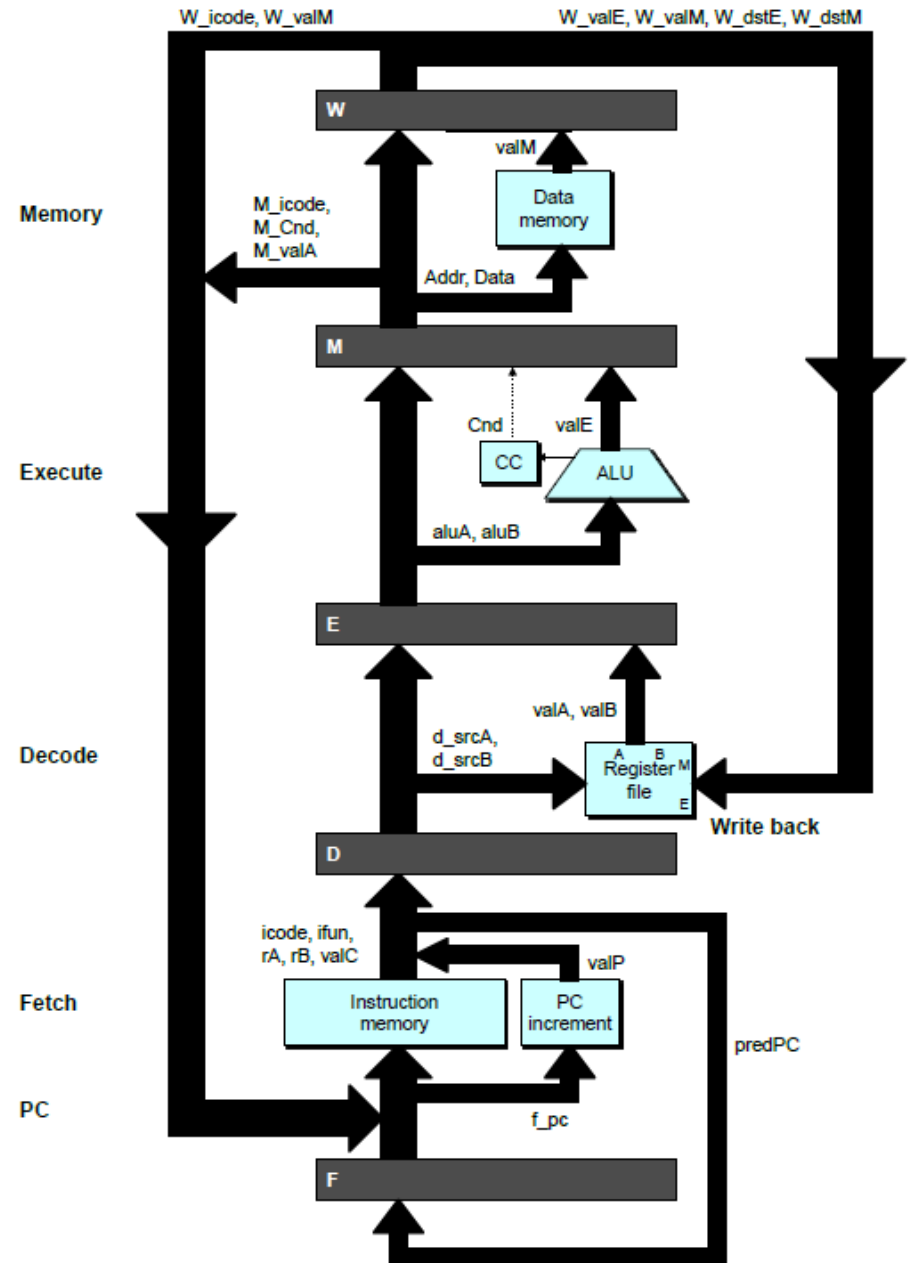 W_icode, W_valM
W_valE, W_valM, W_dstE, W_dstM
W
valM
Data
memory
Memory
M_icode,
M_Cnd,
M_valA
Addr, Data
M
Cnd
valE
CC
ALU
Execute
aluA, aluB
E
valA, valB
d_srcA,
d_srcB
Decode
A B
Register M
file
E
Write back
D
icode, ifun,
rA, rB, valC
valP
Fetch
Instruction
memory
PC
increment
predPC
PC
f_pc
F